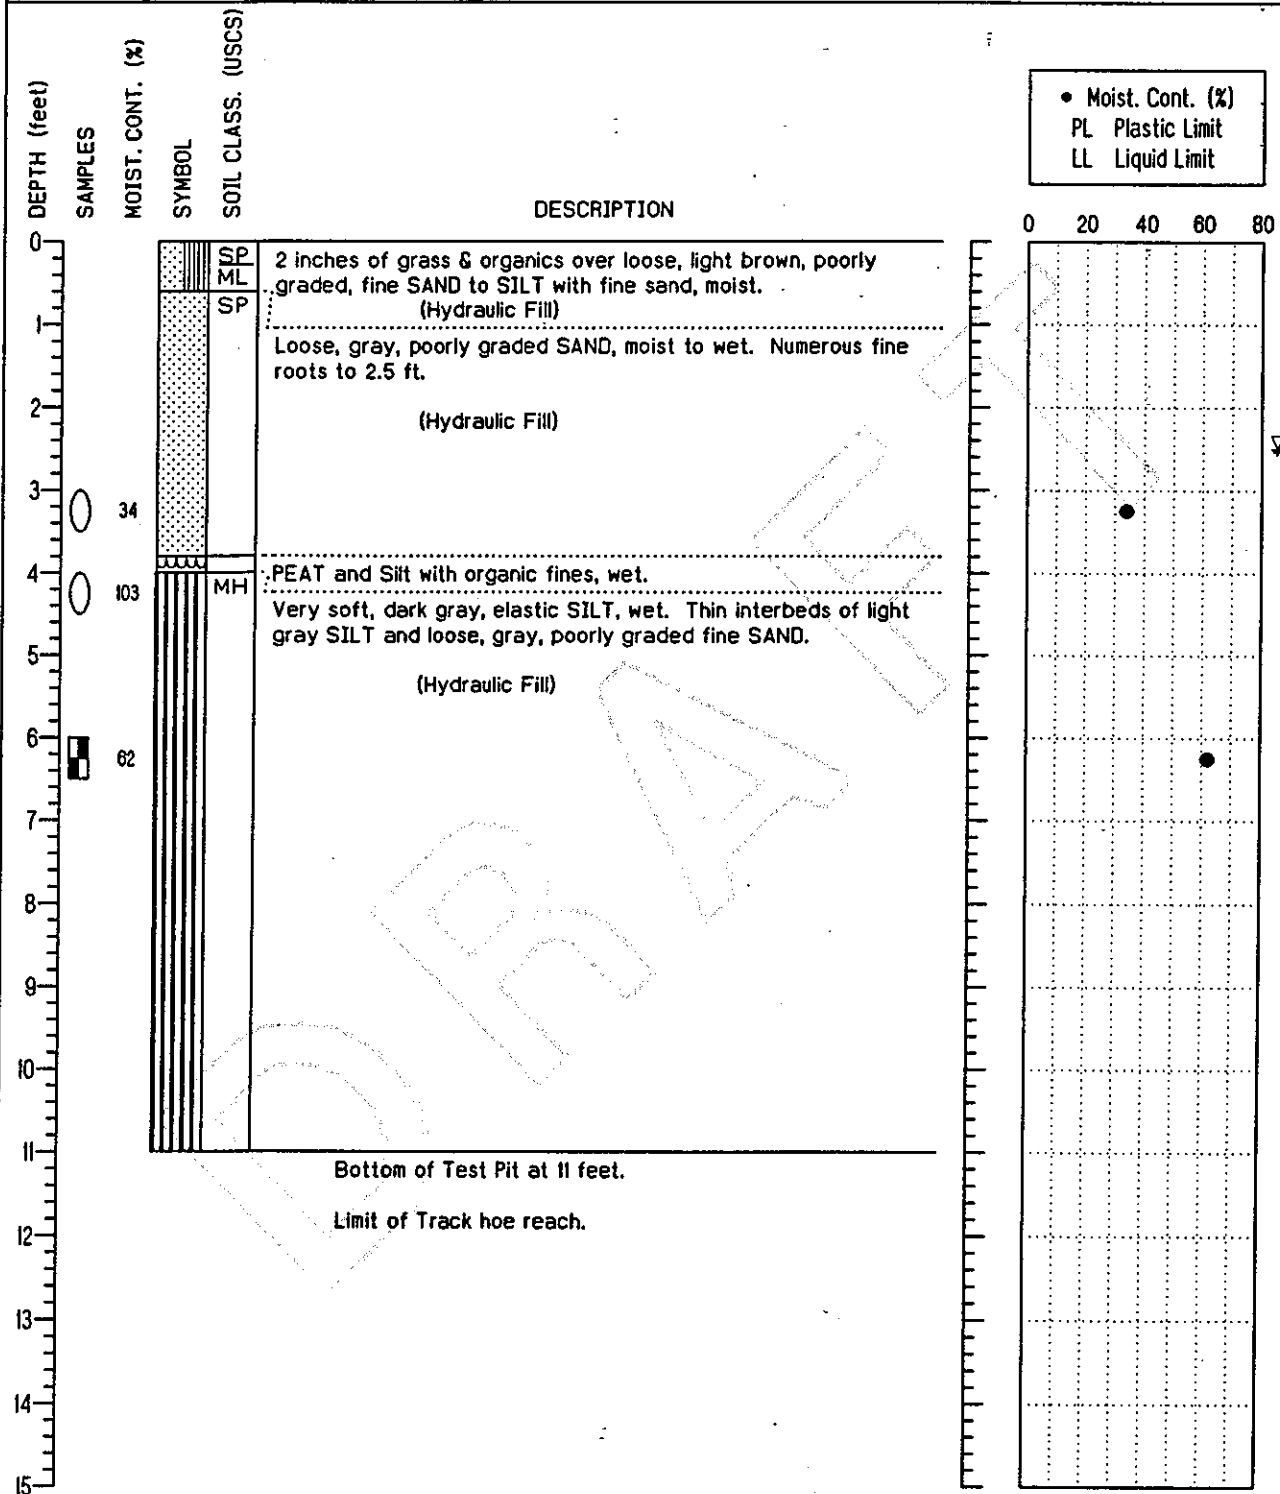 DEPTH (feet)
SAMPLES
MOIST. CONT. (%)
SYMBOL
SOIL CLASS. (USCS)
DESCRIPTION
● Moist. Cont. (%)
PL Plastic Limit
LL Liquid Limit
0 20 40 60 80
0
SP
ML
2 inches of grass & organics over loose, light brown, poorly
graded, fine SAND to SILT with fine sand, moist.
(Hydraulic Fill)
SP
1
Loose, gray, poorly graded SAND, moist to wet. Numerous fine
roots to 2.5 ft.
2
(Hydraulic Fill)
3
34
4
PEAT and Silt with organic fines, wet.
103
MH
Very soft, dark gray, elastic SILT, wet. Thin interbeds of light
gray SILT and loose, gray, poorly graded fine SAND.
5
(Hydraulic Fill)
6
62
7
8
9
10
11
Bottom of Test Pit at 11 feet.
Limit of Track hoe reach.
12
13
14
15
DRAFT